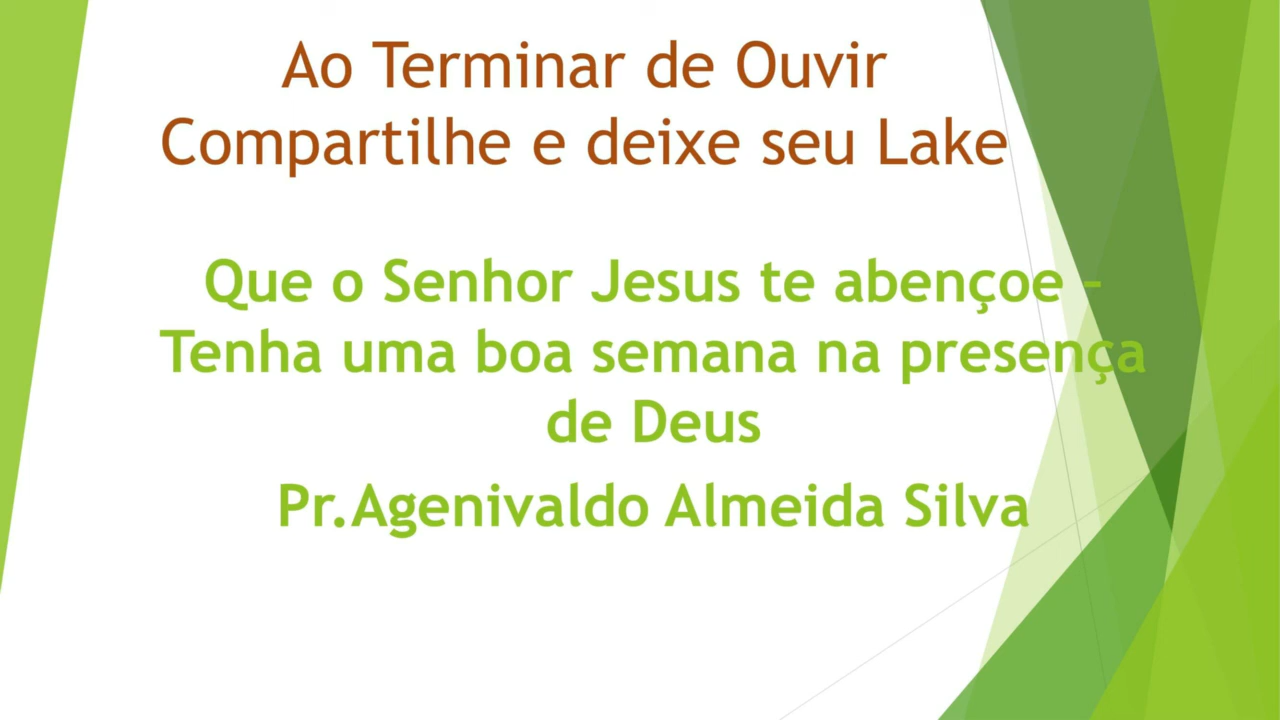 Ao Terminar de Ouvir
Compartilhe e deixe seu Lake
Que o Senhor Jesus te abençoe –
Tenha uma boa semana na presença
de Deus
Pr.Agenivaldo Almeida Silva